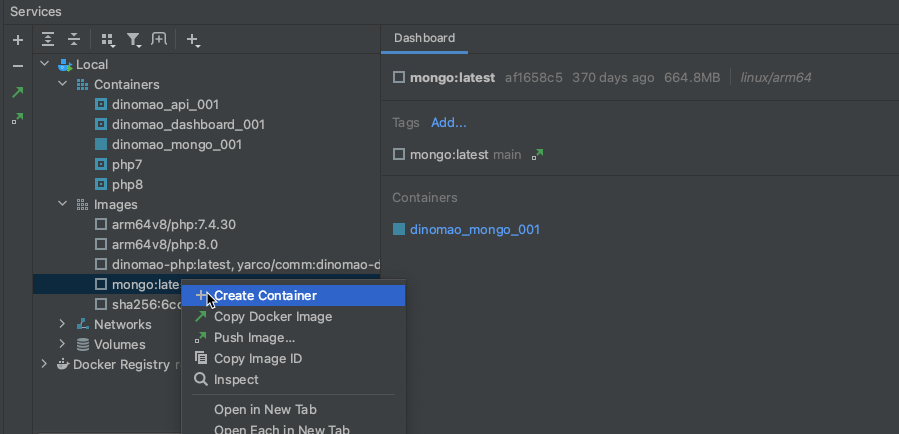 Services
Dashboard
Local
Containers
dinomao_api_001
dinomao_dashboard_001
dinomao_mongo_001
php7
php8
Images
arm64v8/php:7.4.30
arm64v8/php:8.0
dinomao-php:latest, yarco/comm:dinomao-d
mongo:late
sha256:6cc
Networks
Volumes
Docker Registry
Create Container
Copy Docker Image
Push Image...
Copy Image ID
Inspect
Open in New Tab
Open Each in New Tab
mongo:latest af1658c5 370 days ago 664.8MB linux/arm64
Tags Add...
mongo:latest main
Containers
dinomao_mongo_001